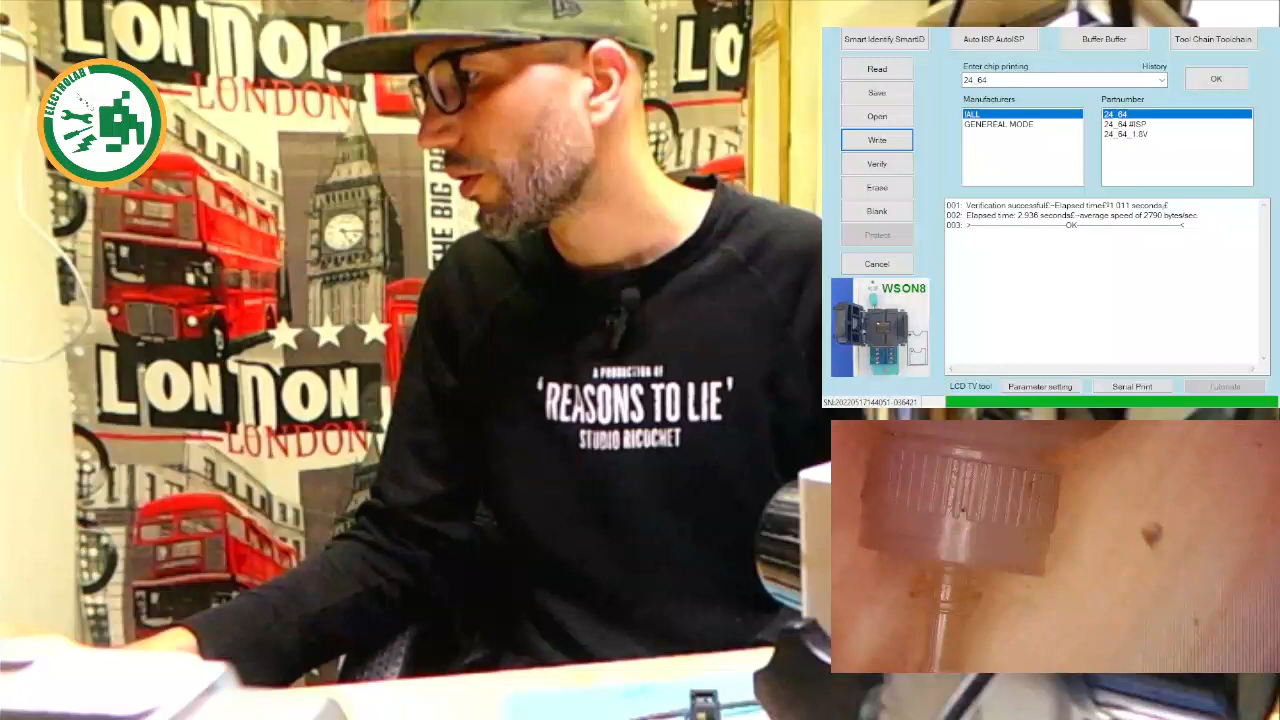 ELECTROLAB
LONDON
LONDON
LO
THE BIG
LONDON
LONDON
A PRODUCTION OF
'REASONS TO LIE'
STUDIO RICOCHET
Smart Identify SmartID
Auto ISP AutoISP
Buffer Buffer
Tool Chain Toolchain
Read
Save
Open
Write
Verify
Erase
Blank
Protect
Cancel
Enter chip printing
History
24_64
OK
Manufacturers
Partnumber
!ALL
GENEREAL MODE
24_64
24_64 #ISP
24_64_1.8V
001: Verification successful£¬Elapsed time£º1.011 seconds¡£
002: Elapsed time: 2.936 seconds£¬average speed of 2790 bytes/sec
003: >------------------------OK------------------------<
WSON8
LCD TV tool
Parameter setting
Serial Print
Tutorials
SN:20220517144051-036421